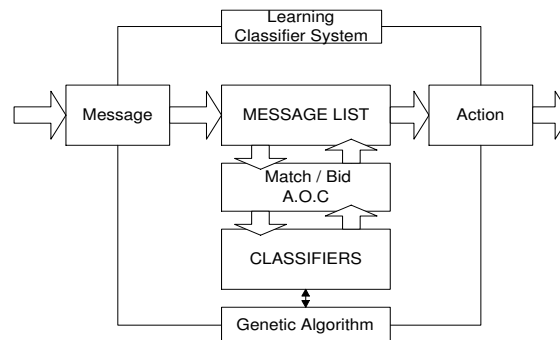 Learning
Classifier System
Message
MESSAGE LIST
Action
Match / Bid
A.O.C
CLASSIFIERS
Genetic Algorithm